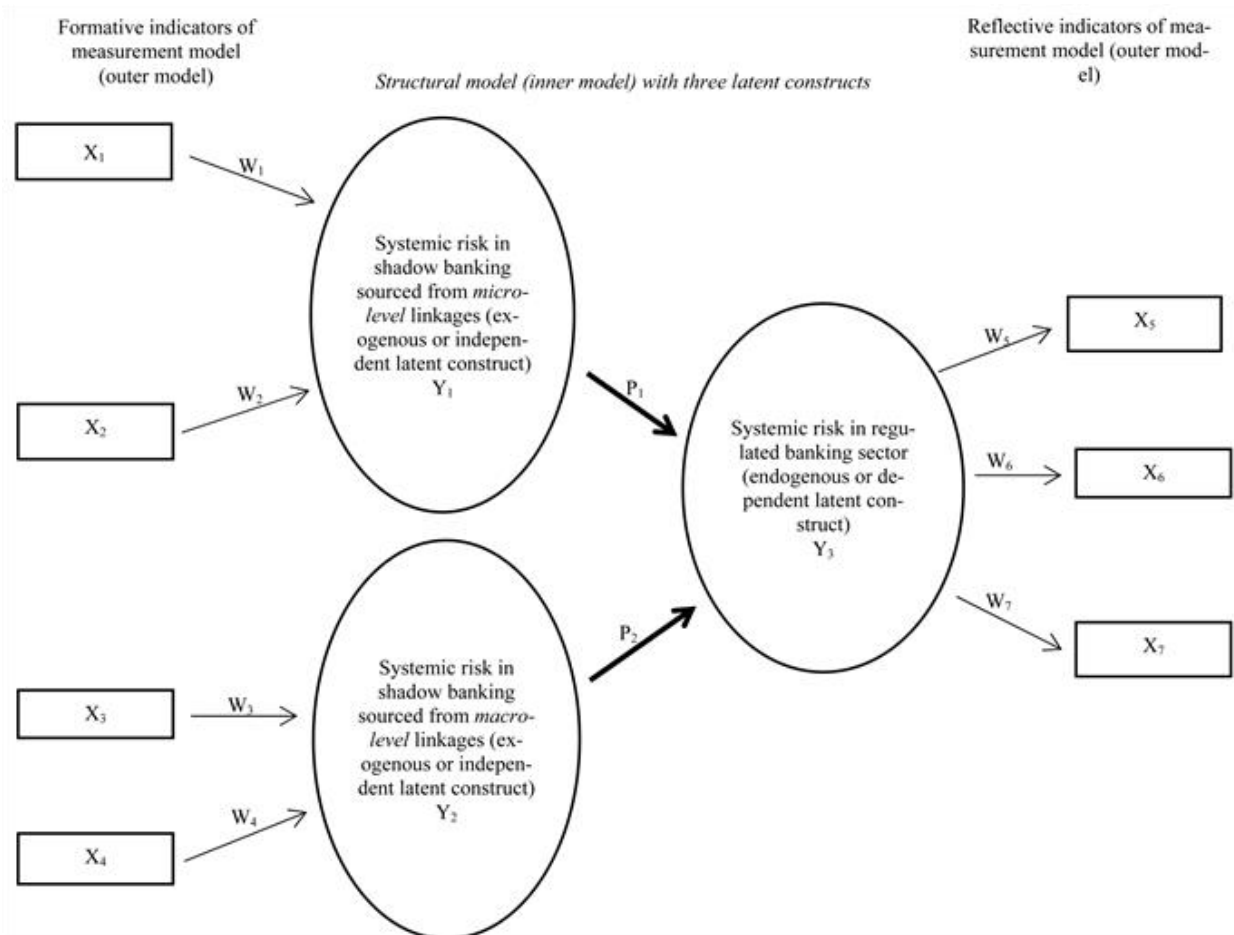 Formative indicators of
measurement model
(outer model)
Reflective indicators of mea-
surement model (outer mod-
el)
Structural model (inner model) with three latent constructs
X₁
W₁
X₂
W₂
Systemic risk in
shadow banking
sourced from micro-
level linkages (ex-
ogenous or indepen-
dent latent construct)
Y₁
P₁
X₃
W₃
X₄
W₄
Systemic risk in
shadow banking
sourced from macro-
level linkages (ex-
ogenous or indepen-
dent latent construct)
Y₂
P₂
Systemic risk in regu-
lated banking sector
(endogenous or de-
pendent latent con-
struct)
Y₃
W₅
X₅
W₆
X₆
W₇
X₇